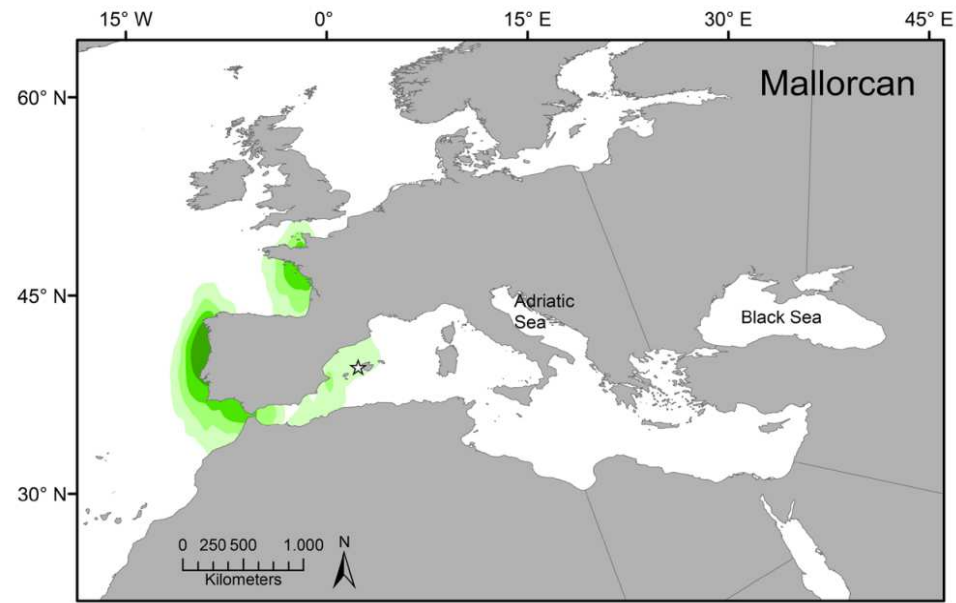 15° W 0° 15° E 30° E 45° E
60° N
Mallorcan
45° N
Adriatic
Sea
Black Sea
30° N
0 250 500 1.000
Kilometers
N